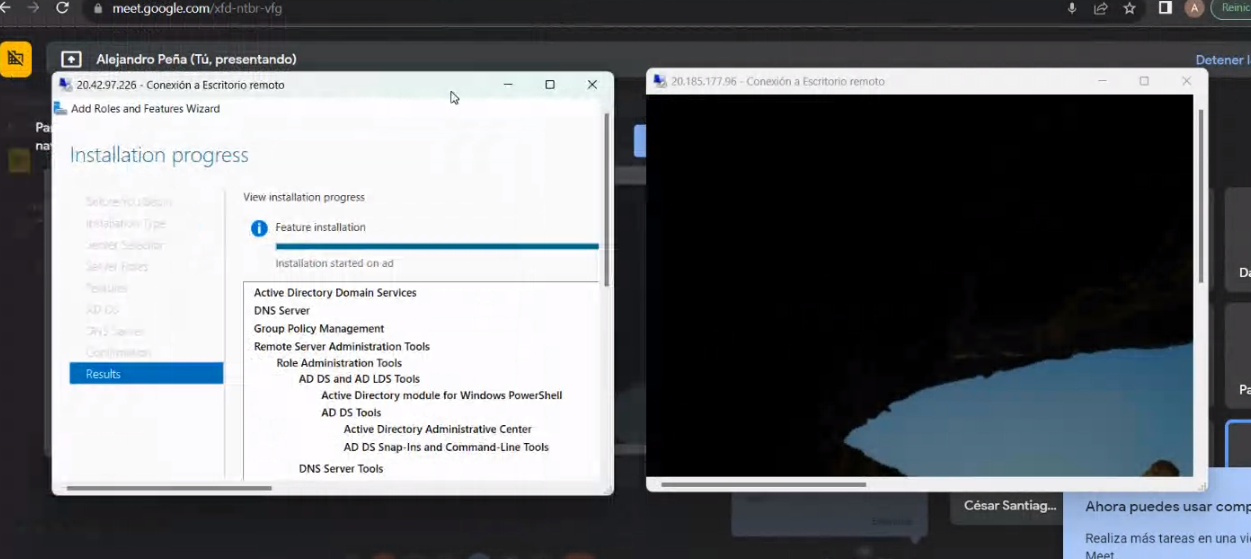 meet.google.com/xfd-ntbr-vfg
A
Reinic
Alejandro Peña (Tú, presentando)
Detener l
20.42.97.226 - Conexión a Escritorio remoto
Add Roles and Features Wizard
Installation progress
Before You Begin
Installation Type
Server Selection
Server Roles
Features
AD DS
DNS Server
Confirmation
Results
View installation progress
Feature installation
Installation started on ad
Active Directory Domain Services
DNS Server
Group Policy Management
Remote Server Administration Tools
Role Administration Tools
AD DS and AD LDS Tools
Active Directory module for Windows PowerShell
AD DS Tools
Active Directory Administrative Center
AD DS Snap-Ins and Command-Line Tools
DNS Server Tools
20.185.177.96 - Conexión a Escritorio remoto
Pa
na
Da
Pa
César Santiag...
Ahora puedes usar comp
Realiza más tareas en una vi
Meet